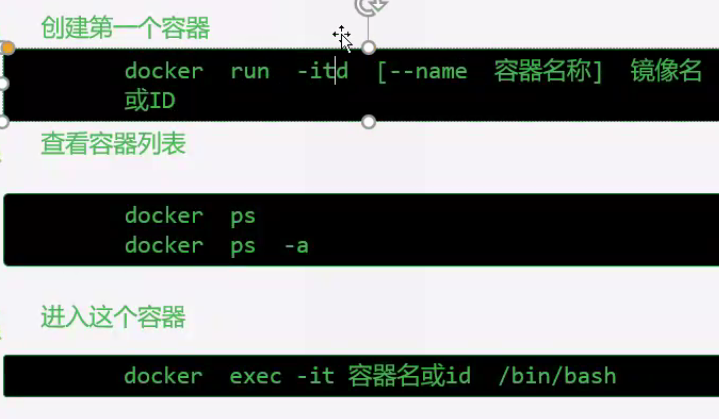 创建第一个容器
docker run -itd [--name 容器名称] 镜像名
或ID
查看容器列表
docker ps
docker ps -a
进入这个容器
docker exec -it 容器名或id /bin/bash